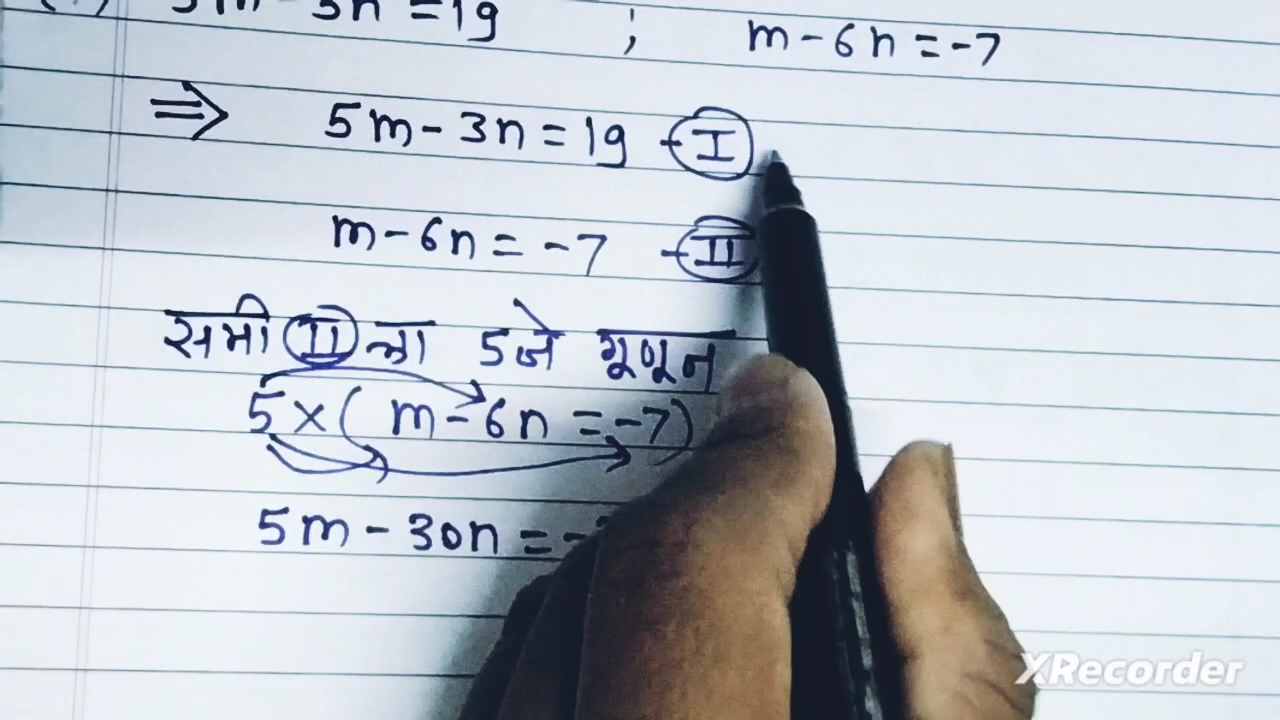 5m - 3n = 19 ; m - 6n = -7
⇒ 5m - 3n = 19 - I
m - 6n = -7 - II
समी II ला 5ने गूणून
5 × ( m - 6n = -7 )
5m - 30n = -
XRecorder